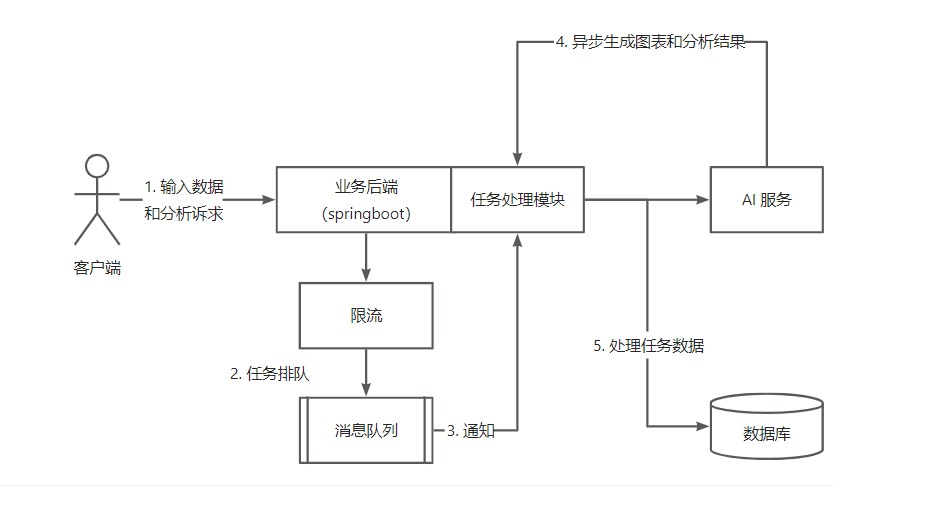 4. 异步生成图表和分析结果
1. 输入数据
和分析诉求
业务后端
（springboot）
任务处理模块
AI 服务
客户端
限流
2. 任务排队
5. 处理任务数据
消息队列
3. 通知
数据库